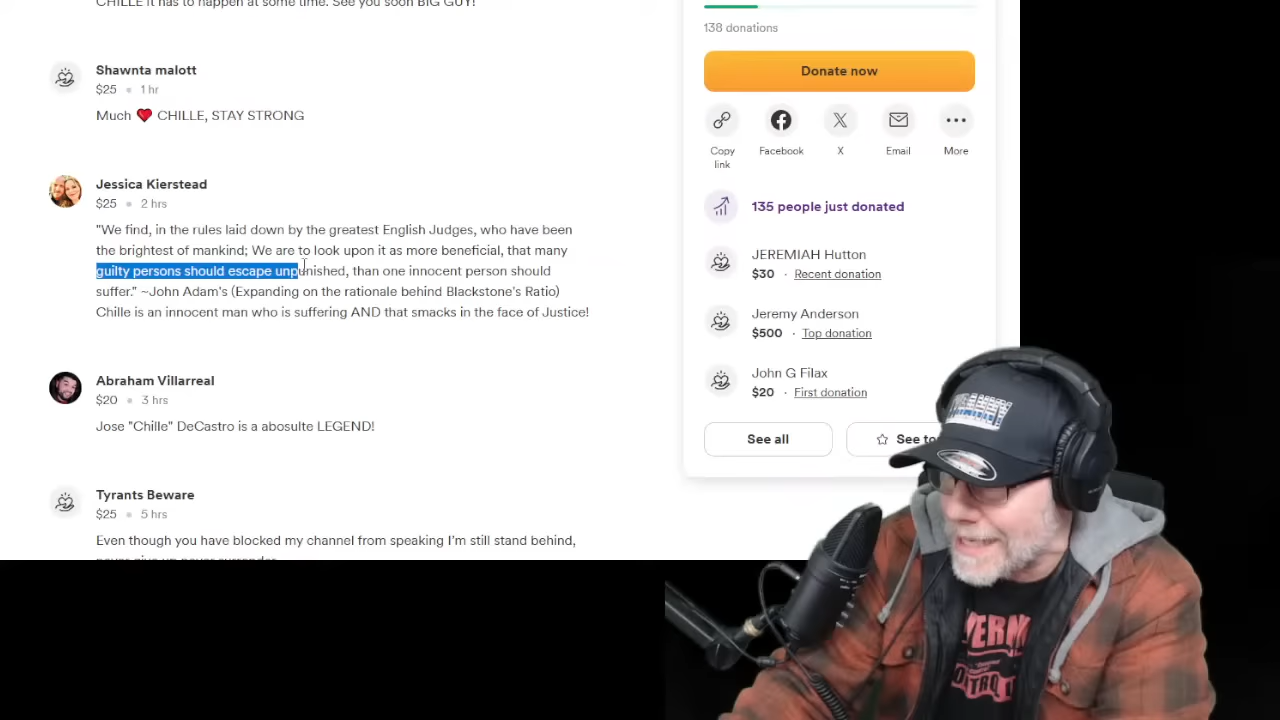 CHILLE it has to happen at some time. See you soon BIG GUY!
Shawnta malott
$25 • 1 hr
Much ❤️ CHILLE, STAY STRONG
Jessica Kierstead
$25 • 2 hrs
"We find, in the rules laid down by the greatest English Judges, who have been
the brightest of mankind; We are to look upon it as more beneficial, that many
guilty persons should escape unpunished, than one innocent person should
suffer." ~John Adam's (Expanding on the rationale behind Blackstone's Ratio)
Chille is an innocent man who is suffering AND that smacks in the face of Justice!
Abraham Villarreal
$20 • 3 hrs
Jose "Chille" DeCastro is a abosulte LEGEND!
Tyrants Beware
$25 • 5 hrs
Even though you have blocked my channel from speaking I'm still stand behind,
never give up never surrender
138 donations
Donate now
Copy link
Facebook
X
Email
More
135 people just donated
JEREMIAH Hutton
$30 · Recent donation
Jeremy Anderson
$500 · Top donation
John G Filax
$20 · First donation
See all
See to